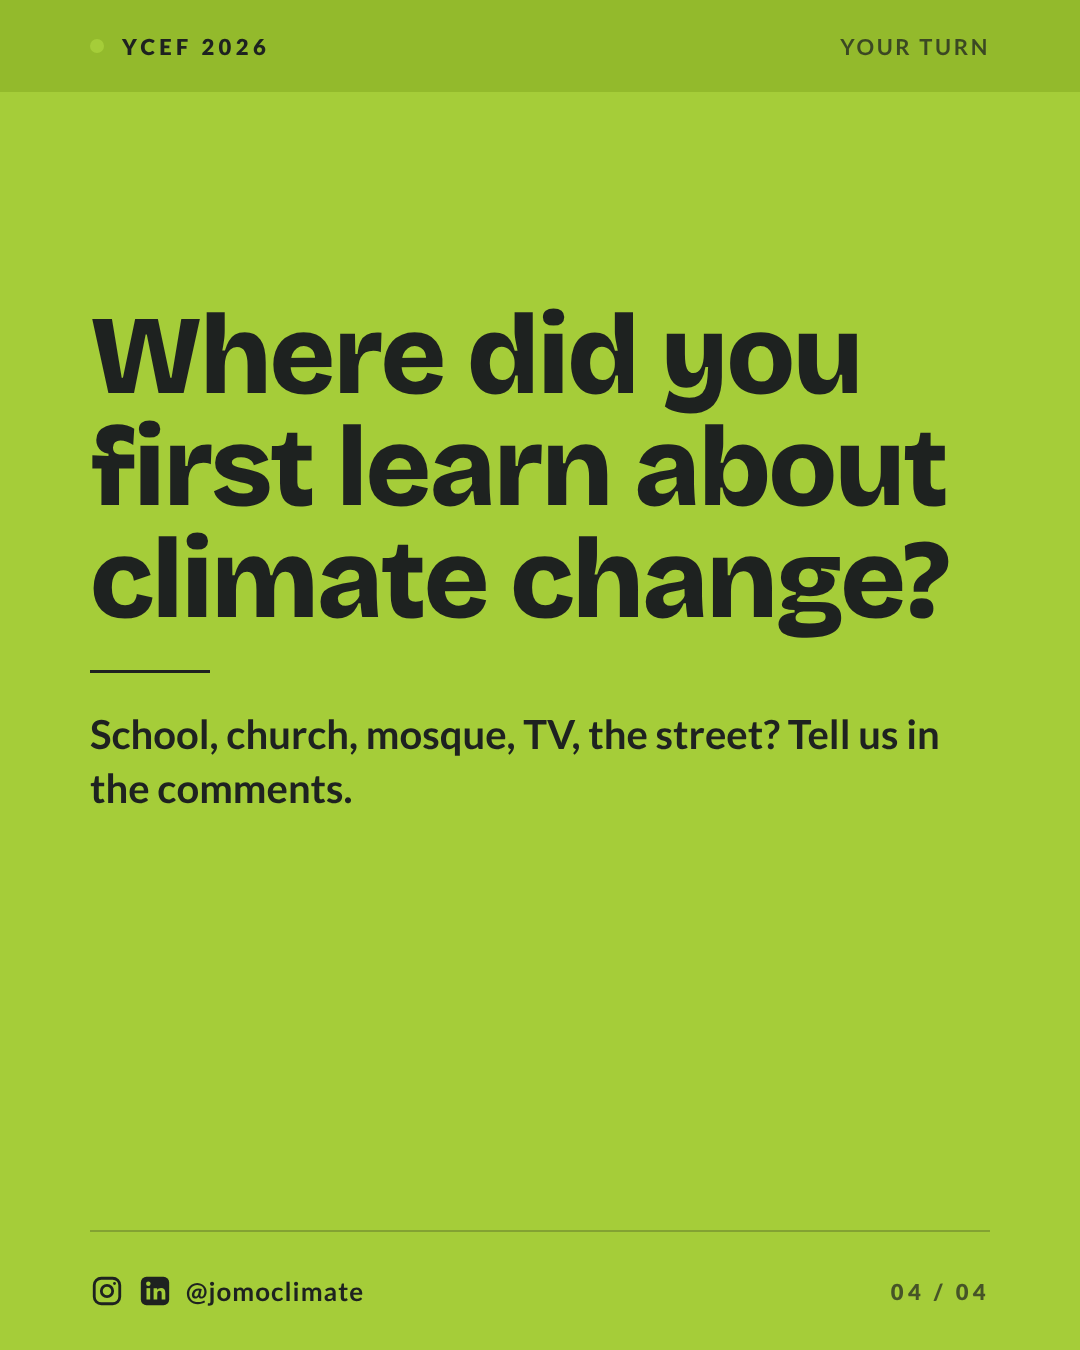 YCEF 2026
YOUR TURN
Where did you
first learn about
climate change?
School, church, mosque, TV, the street? Tell us in
the comments.
@jomoclimate
04 / 04